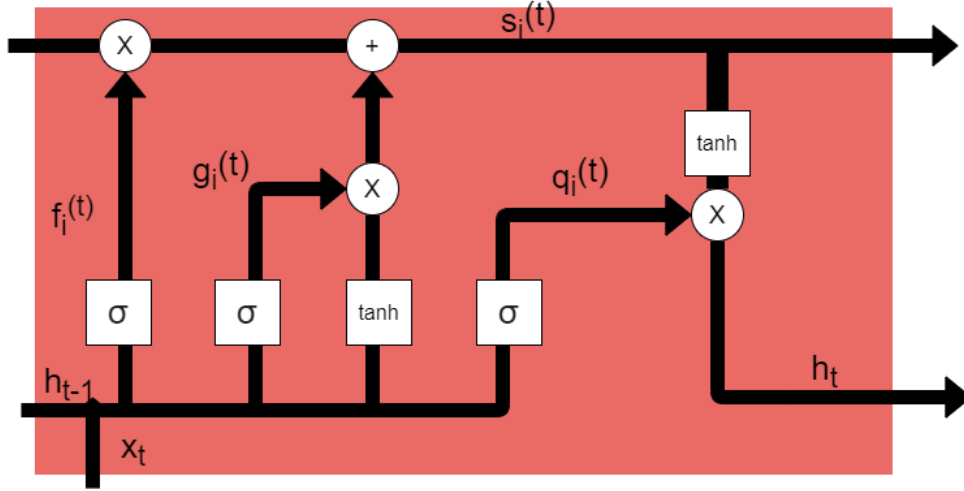 s_i(t)
X
+
tanh
g_i(t)
X
q_i(t)
X
f_i^(t)
σ
σ
tanh
σ
h_t-1
h_t
x_t